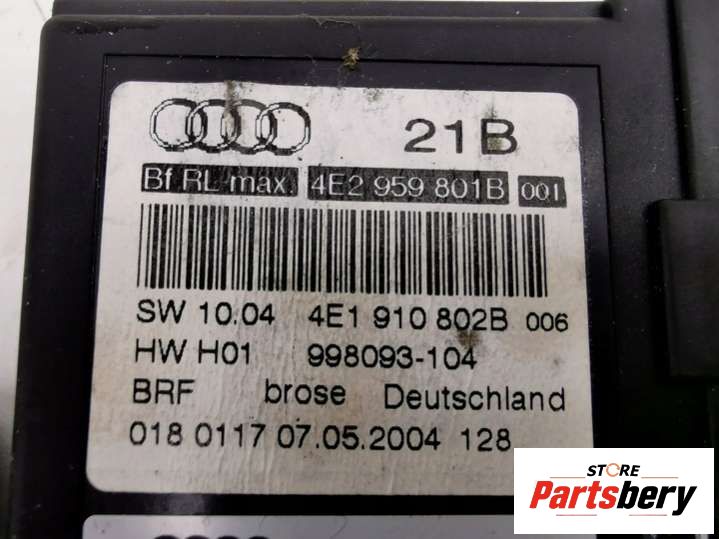 21B
Bf RL max. 4E2 959 801B 001
SW 10.04 4E1 910 802B 006
HW H01 998093-104
BRF brose Deutschland
018 0117 07.05.2004 128
STORE
Partsbery